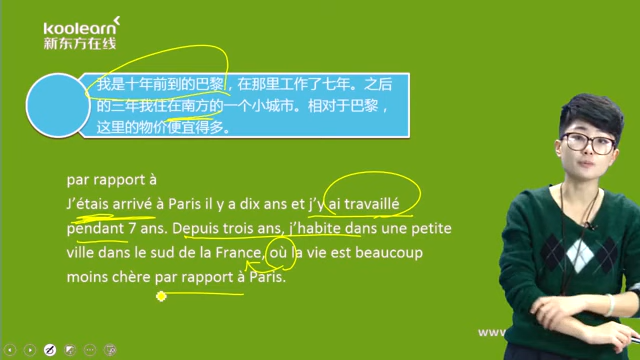 koolearn
新东方在线
我是十年前到的巴黎，在那里工作了七年。之后
的三年我住在南方的一个小城市。相对于巴黎，
这里的物价便宜得多。
par rapport à
J'étais arrivé à Paris il y a dix ans et j'y ai travaillé
pendant 7 ans. Depuis trois ans, j'habite dans une petite
ville dans le sud de la France, où la vie est beaucoup
moins chère par rapport à Paris.
www.